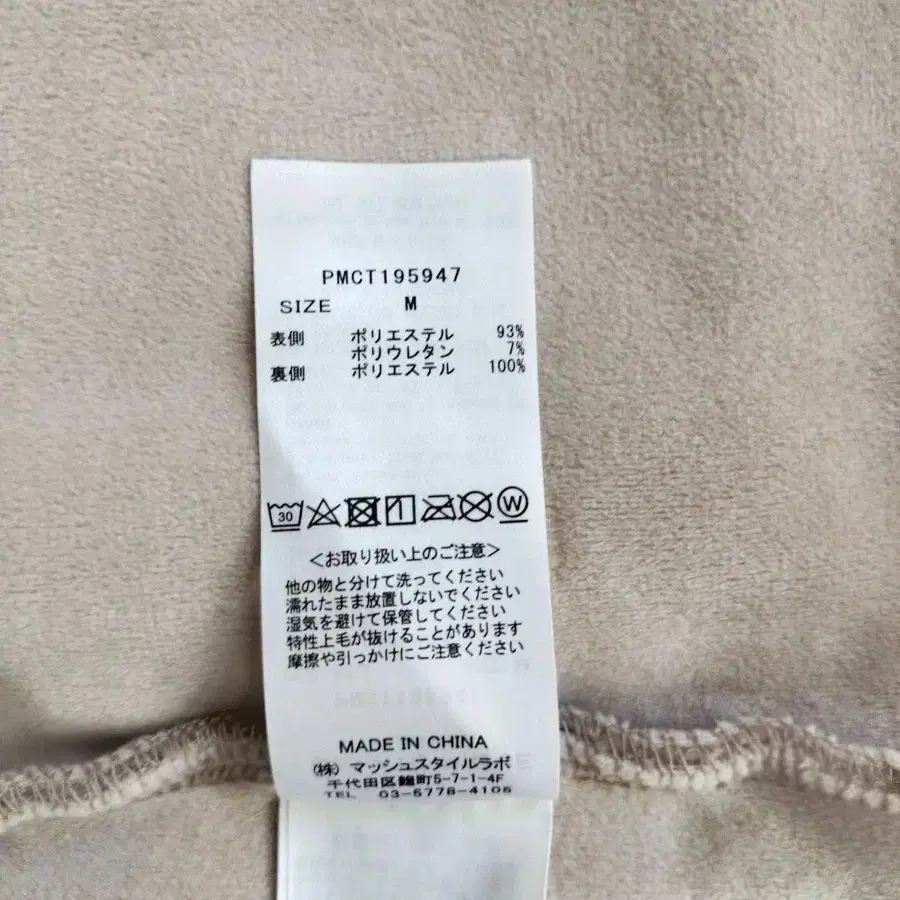 PMCT195947
SIZE M
表側 ポリエステル 93%
ポリウレタン 7%
裏側 ポリエステル 100%
30 W
<お取り扱い上のご注意>
他の物と分けて洗ってください
濡れたまま放置しないでください
湿気を避けて保管してください
特性上毛が抜けることがあります
摩擦や引っかけにご注意ください
MADE IN CHINA
(株) マッシュスタイルラボ
千代田区麹町5-7-1-4F
TEL 03-5778-4105